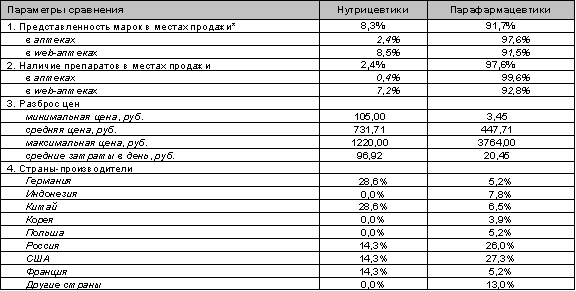 Параметры сравнения Нутрицевтики Парафармацевтики
1. Представленность марок в местах продажи* 8,3% 91,7%
в аптеках 2,4% 97,6%
в web-аптеках 8,5% 91,5%
2. Наличие препаратов в местах продажи 2,4% 97,6%
в аптеках 0,4% 99,6%
в web-аптеках 7,2% 92,8%
3. Разброс цен
минимальная цена, руб. 105,00 3,45
средняя цена, руб. 731,71 447,71
максимальная цена, руб. 1220,00 3764,00
средние затраты в день, руб. 96,92 20,45
4. Страны-производители
Германия 28,6% 5,2%
Индонезия 0,0% 7,8%
Китай 28,6% 6,5%
Корея 0,0% 3,9%
Польша 0,0% 5,2%
Россия 14,3% 26,0%
США 14,3% 27,3%
Франция 14,3% 5,2%
Другие страны 0,0% 13,0%